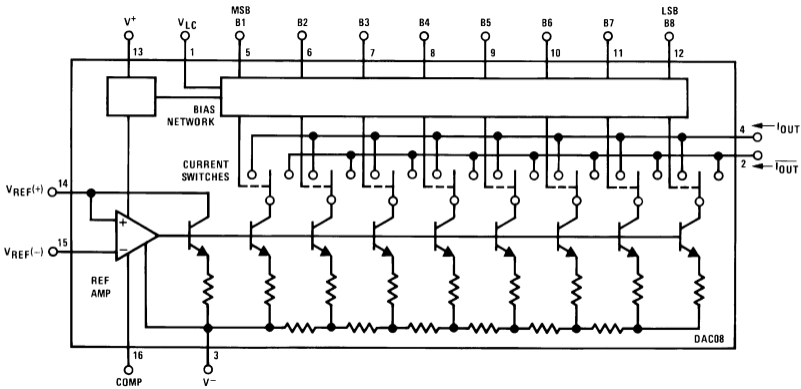 MSB LSB
V+ VLC B1 B2 B3 B4 B5 B6 B7 B8
13 1 5 6 7 8 9 10 11 12
BIAS
NETWORK
4 IOUT
CURRENT
SWITCHES
2 IOUT
VREF(+) 14
+
VREF(−) 15
−
REF
AMP
DAC08
16 3
COMP V−